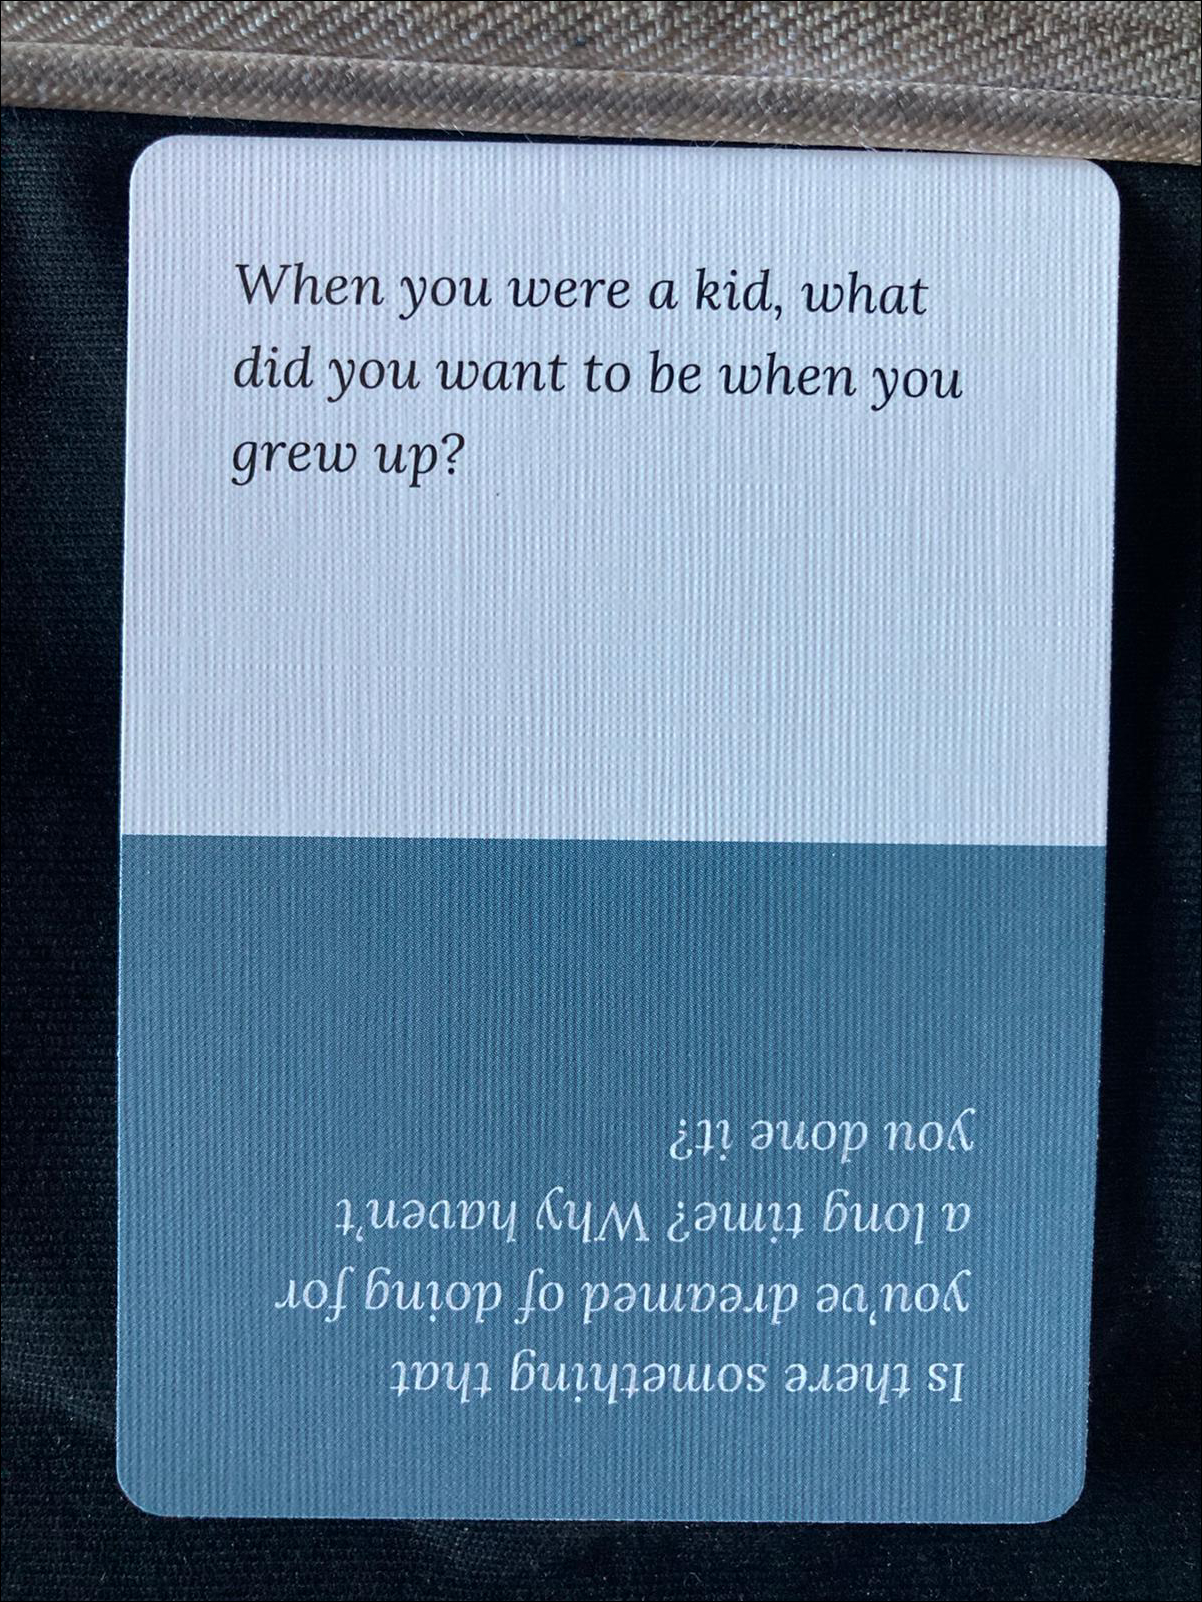 When you were a kid, what
did you want to be when you
grew up?
Is there something that
you've dreamed of doing for
a long time? Why haven't
you done it?